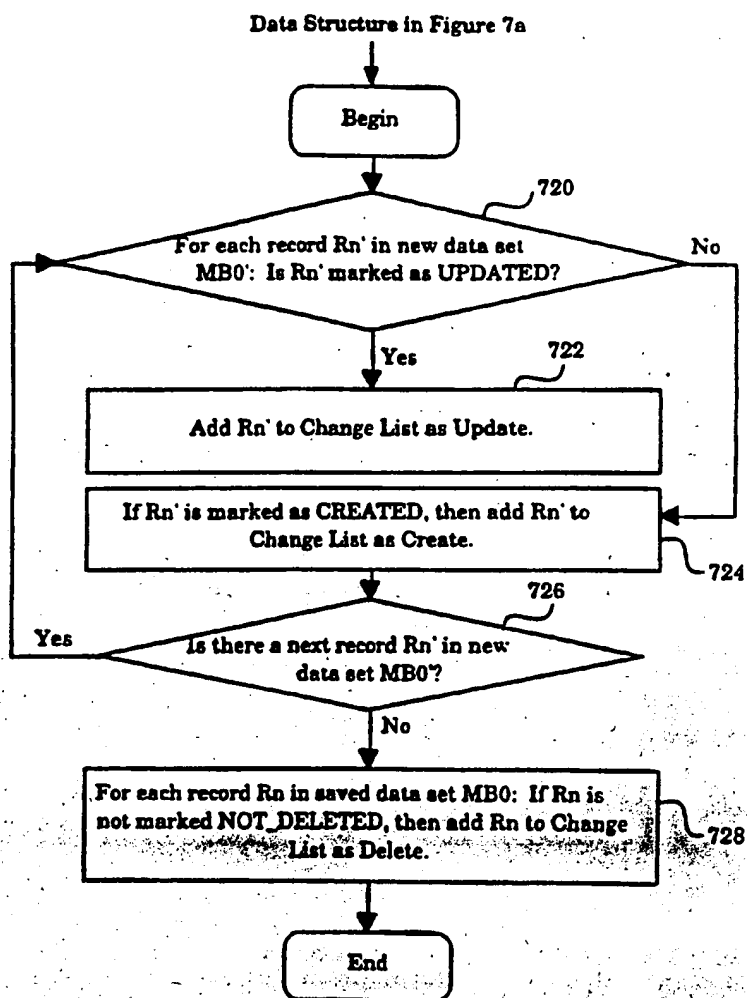 Data Structure in Figure 7a
Begin
720
For each record Rn' in new data set
MB0': Is Rn' marked as UPDATED?
No
Yes
722
Add Rn' to Change List as Update.
If Rn' is marked as CREATED, then add Rn' to
Change List as Create.
724
726
Yes
Is there a next record Rn' in new
data set MB0'?
No
For each record Rn in saved data set MB0: If Rn is
not marked NOT_DELETED, then add Rn to Change
List as Delete.
728
End